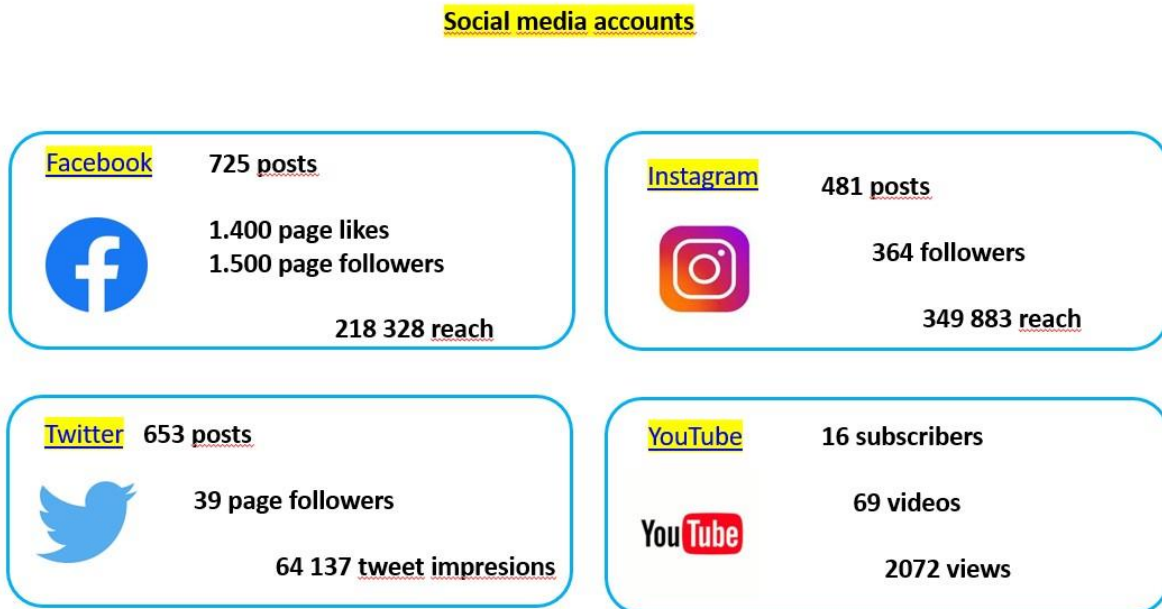 Social media accounts
Facebook
725 posts
1.400 page likes
1.500 page followers
218 328 reach
Instagram
481 posts
364 followers
349 883 reach
Twitter
653 posts
39 page followers
64 137 tweet impresions
YouTube
16 subscribers
69 videos
YouTube
2072 views